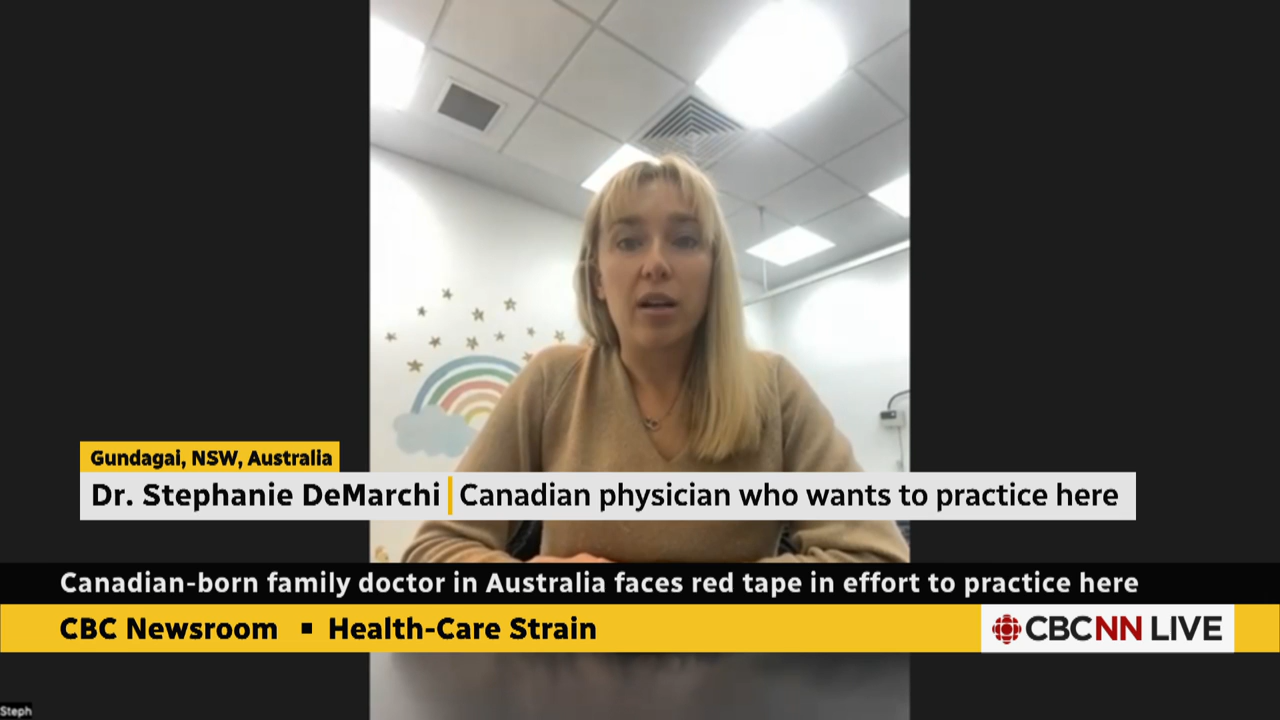 Gundagai, NSW, Australia
Dr. Stephanie DeMarchi Canadian physician who wants to practice here
Canadian-born family doctor in Australia faces red tape in effort to practice here
CBC Newsroom ▪ Health-Care Strain
CBCNN LIVE
Steph